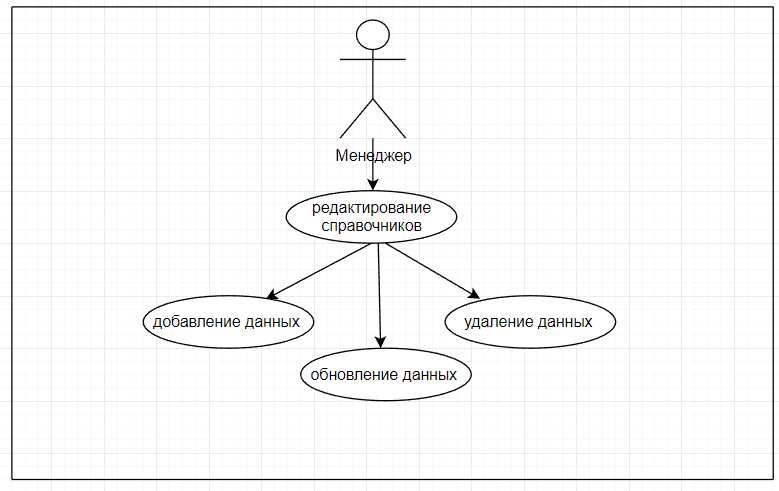 Менеджер
редактирование
справочников
добавление данных
удаление данных
обновление данных